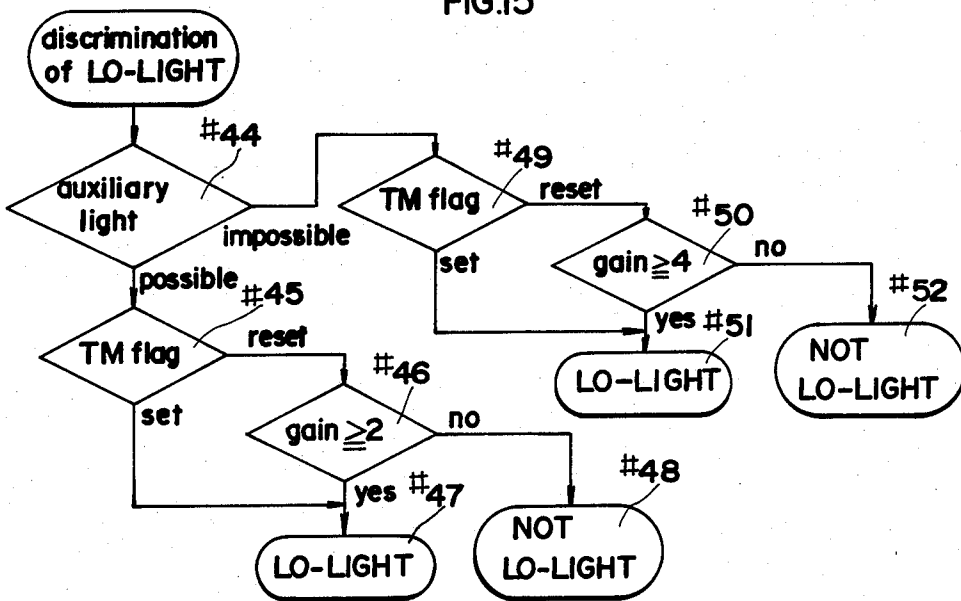 FIG.15
discrimination
of LO-LIGHT
#44
auxiliary
light
impossible
possible
#49
TM flag
reset
set
#50
gain ≧ 4
no
yes
#51
LO-LIGHT
#52
NOT
LO-LIGHT
#45
TM flag
reset
set
#46
gain ≧ 2
no
yes
#47
LO-LIGHT
#48
NOT
LO-LIGHT